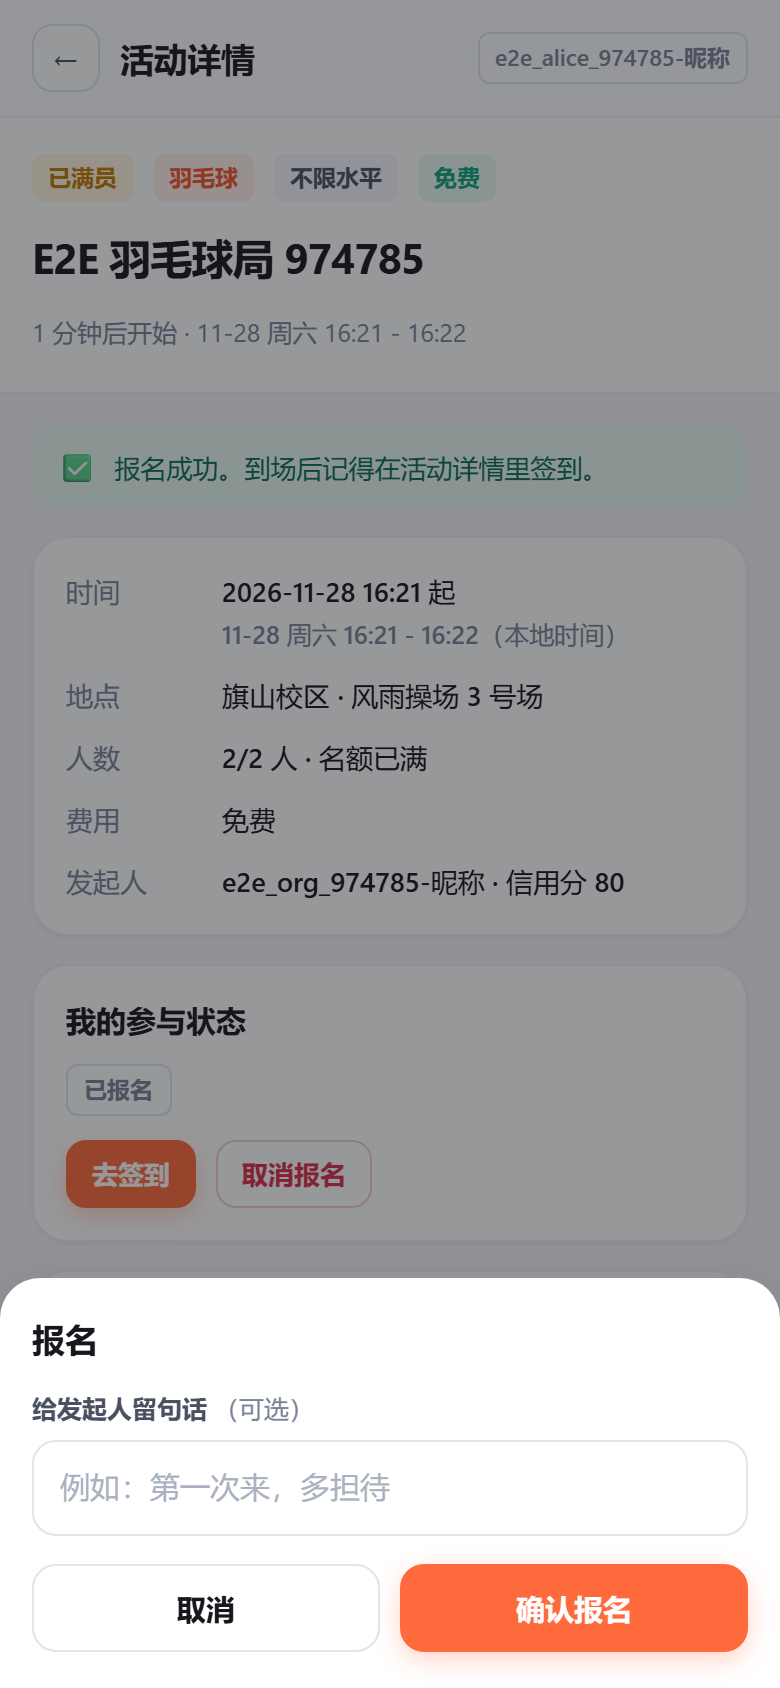 ← 活动详情 e2e_alice_974785-昵称
已满员 羽毛球 不限水平 免费
E2E 羽毛球局 974785
1 分钟后开始 · 11-28 周六 16:21 - 16:22
✅ 报名成功。到场后记得在活动详情里签到。
时间 2026-11-28 16:21 起
11-28 周六 16:21 - 16:22（本地时间）
地点 旗山校区 · 风雨操场 3 号场
人数 2/2 人 · 名额已满
费用 免费
发起人 e2e_org_974785-昵称 · 信用分 80
我的参与状态
已报名
去签到 取消报名
报名
给发起人留句话 （可选）
例如：第一次来，多担待
取消 确认报名